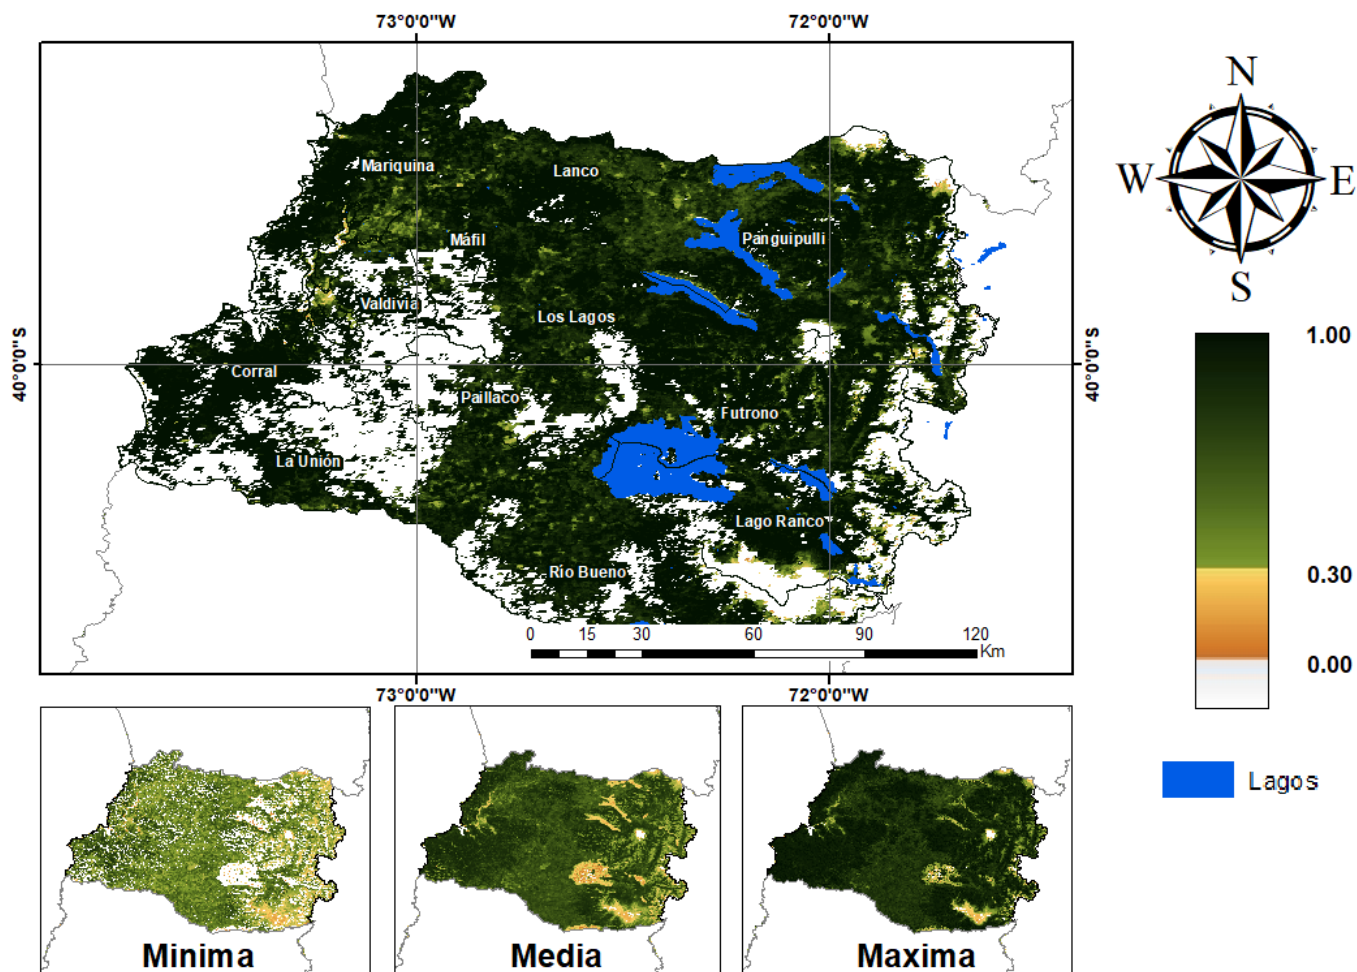 73°0'0"W
72°0'0"W
N
W
E
S
Mariquina
Lanco
Máfil
Panguipulli
Valdivia
Los Lagos
40°0'0"S
40°0'0"S
Corral
Paillaco
Futrono
La Unión
Lago Ranco
Río Bueno
0 15 30 60 90 120
Km
73°0'0"W
72°0'0"W
1.00
0.30
0.00
Lagos
Minima
Media
Maxima